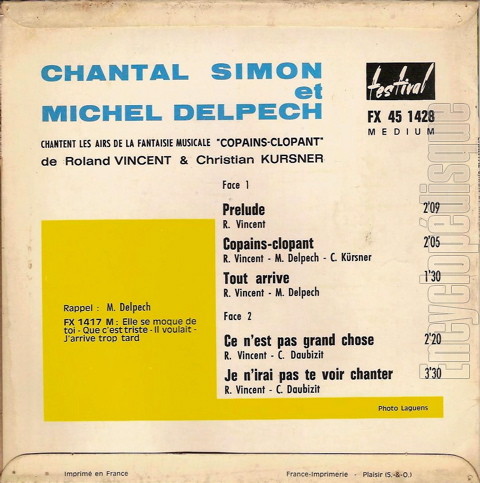 CHANTAL SIMON
et
MICHEL DELPECH
festival
FX 45 1428
MEDIUM
CHANTENT LES AIRS DE LA FANTAISIE MUSICALE "COPAINS-CLOPANT"
de Roland VINCENT & Christian KURSNER
Face 1
Prelude 2'09
R. Vincent
Copains-clopant 2'05
R. Vincent - M. Delpech - C. Kürsner
Tout arrive 1'30
R. Vincent - M. Delpech
Face 2
Ce n'est pas grand chose 2'20
R. Vincent - C. Daubizit
Je n'irai pas te voir chanter 3'30
R. Vincent - C. Daubizit
Rappel : M. Delpech
FX 1417 M : Elle se moque de
toi - Que c'est triste - Il voulait -
J'arrive trop tard
Photo Laguens
Imprimé en France
France-Imprimerie - Plaisir (S.-&-O.)
Encyclopédisque